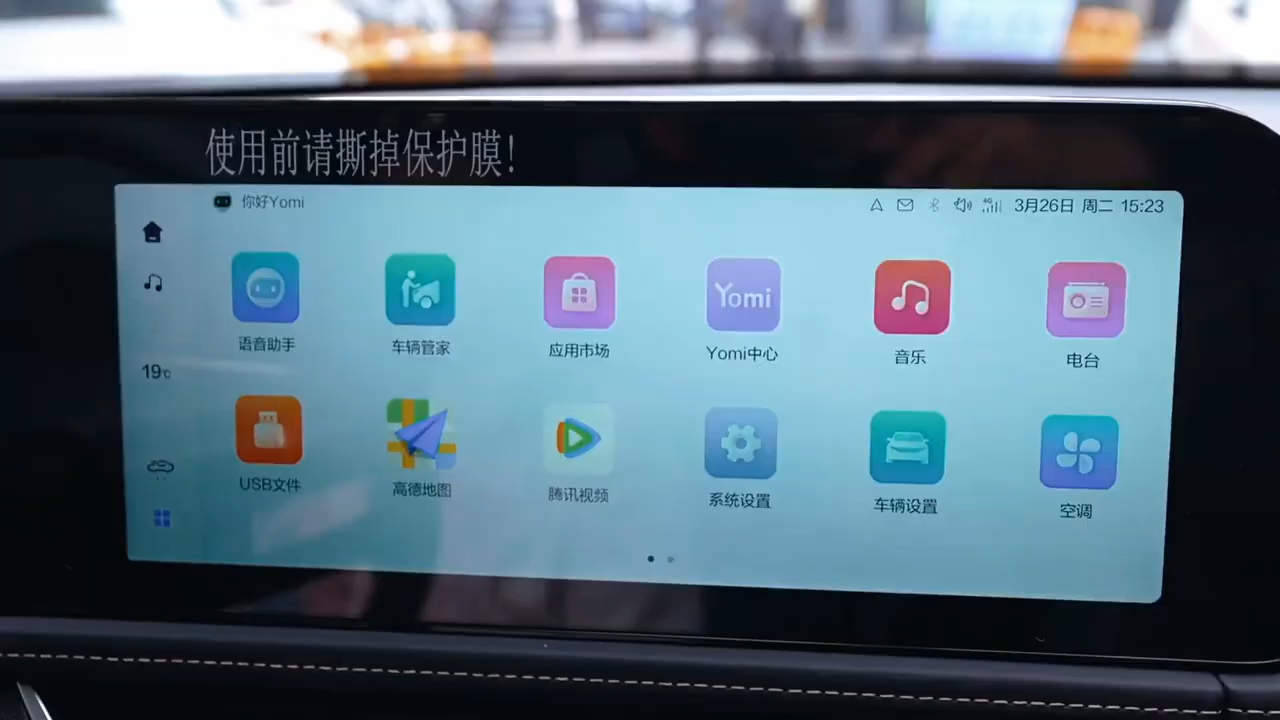 使用前请撕掉保护膜!
你好Yomi
4G 3月26日 周二 15:23
Yomi
语音助手 车辆管家 应用市场 Yomi中心 音乐 电台
19℃
USB文件 高德地图 腾讯视频 系统设置 车辆设置 空调